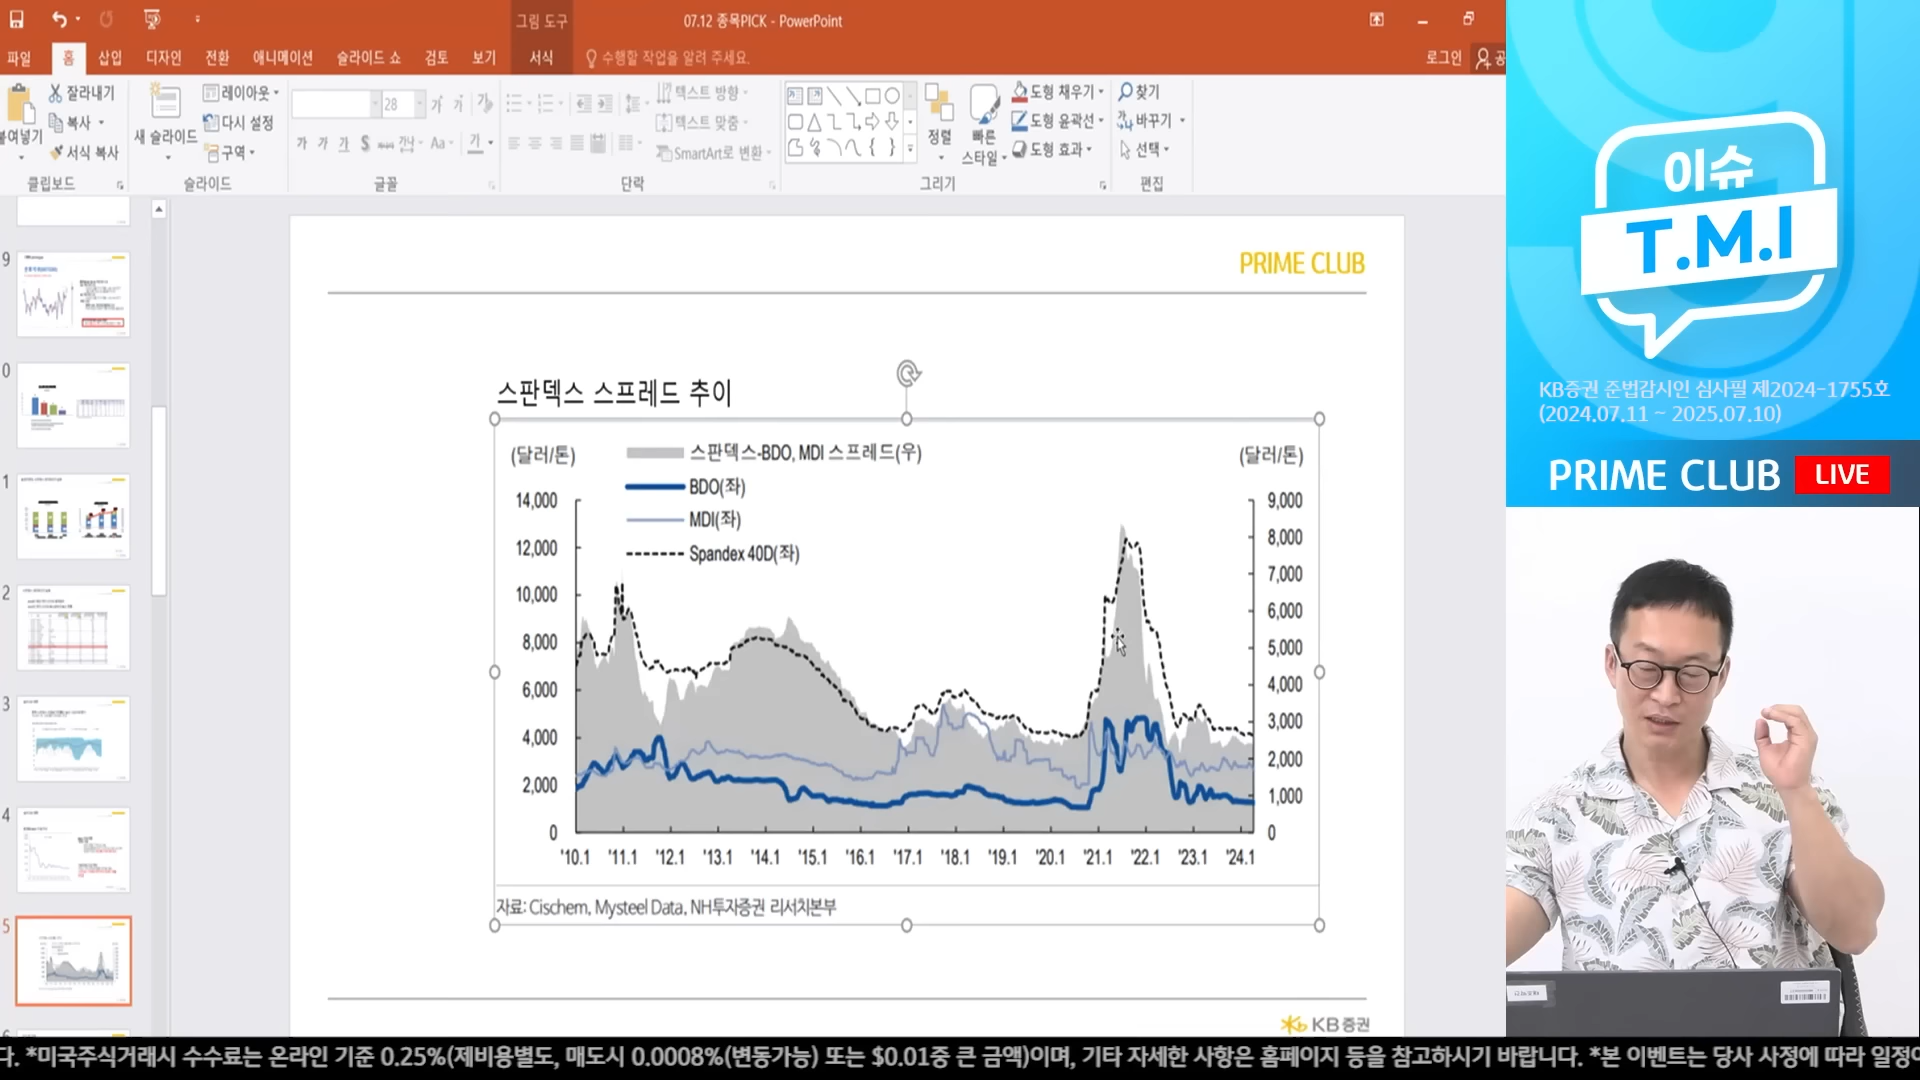 그림 도구
07.12 종목PICK - PowerPoint
파일 홈 삽입 디자인 전환 애니메이션 슬라이드 쇼 검토 보기 서식 수행할 작업을 알려 주세요.
로그인
잘라내기
복사
서식 복사
클립보드
새 슬라이드
레이아웃
다시 설정
구역
슬라이드
28
글꼴
텍스트 방향
텍스트 맞춤
SmartArt로 변환
단락
정렬
빠른 스타일
도형 채우기
도형 윤곽선
도형 효과
그리기
찾기
바꾸기
선택
편집
PRIME CLUB
스판덱스 스프레드 추이
(달러/톤)
(달러/톤)
스판덱스-BDO, MDI 스프레드(우)
BDO(좌)
MDI(좌)
Spandex 40D(좌)
14,000
12,000
10,000
8,000
6,000
4,000
2,000
0
9,000
8,000
7,000
6,000
5,000
4,000
3,000
2,000
1,000
0
'10.1 '11.1 '12.1 '13.1 '14.1 '15.1 '16.1 '17.1 '18.1 '19.1 '20.1 '21.1 '22.1 '23.1 '24.1
자료: Cischem, Mysteel Data, NH투자증권 리서치본부
KB증권
이슈
T.M.I
KB증권 준법감시인 심사필 제2024-1755호
(2024.07.11 ~ 2025.07.10)
PRIME CLUB LIVE
다. *미국주식거래시 수수료는 온라인 기준 0.25%(제비용별도, 매도시 0.0008%(변동가능) 또는 $0.01중 큰 금액)이며, 기타 자세한 사항은 홈페이지 등을 참고하시기 바랍니다. *본 이벤트는 당사 사정에 따라 일정이